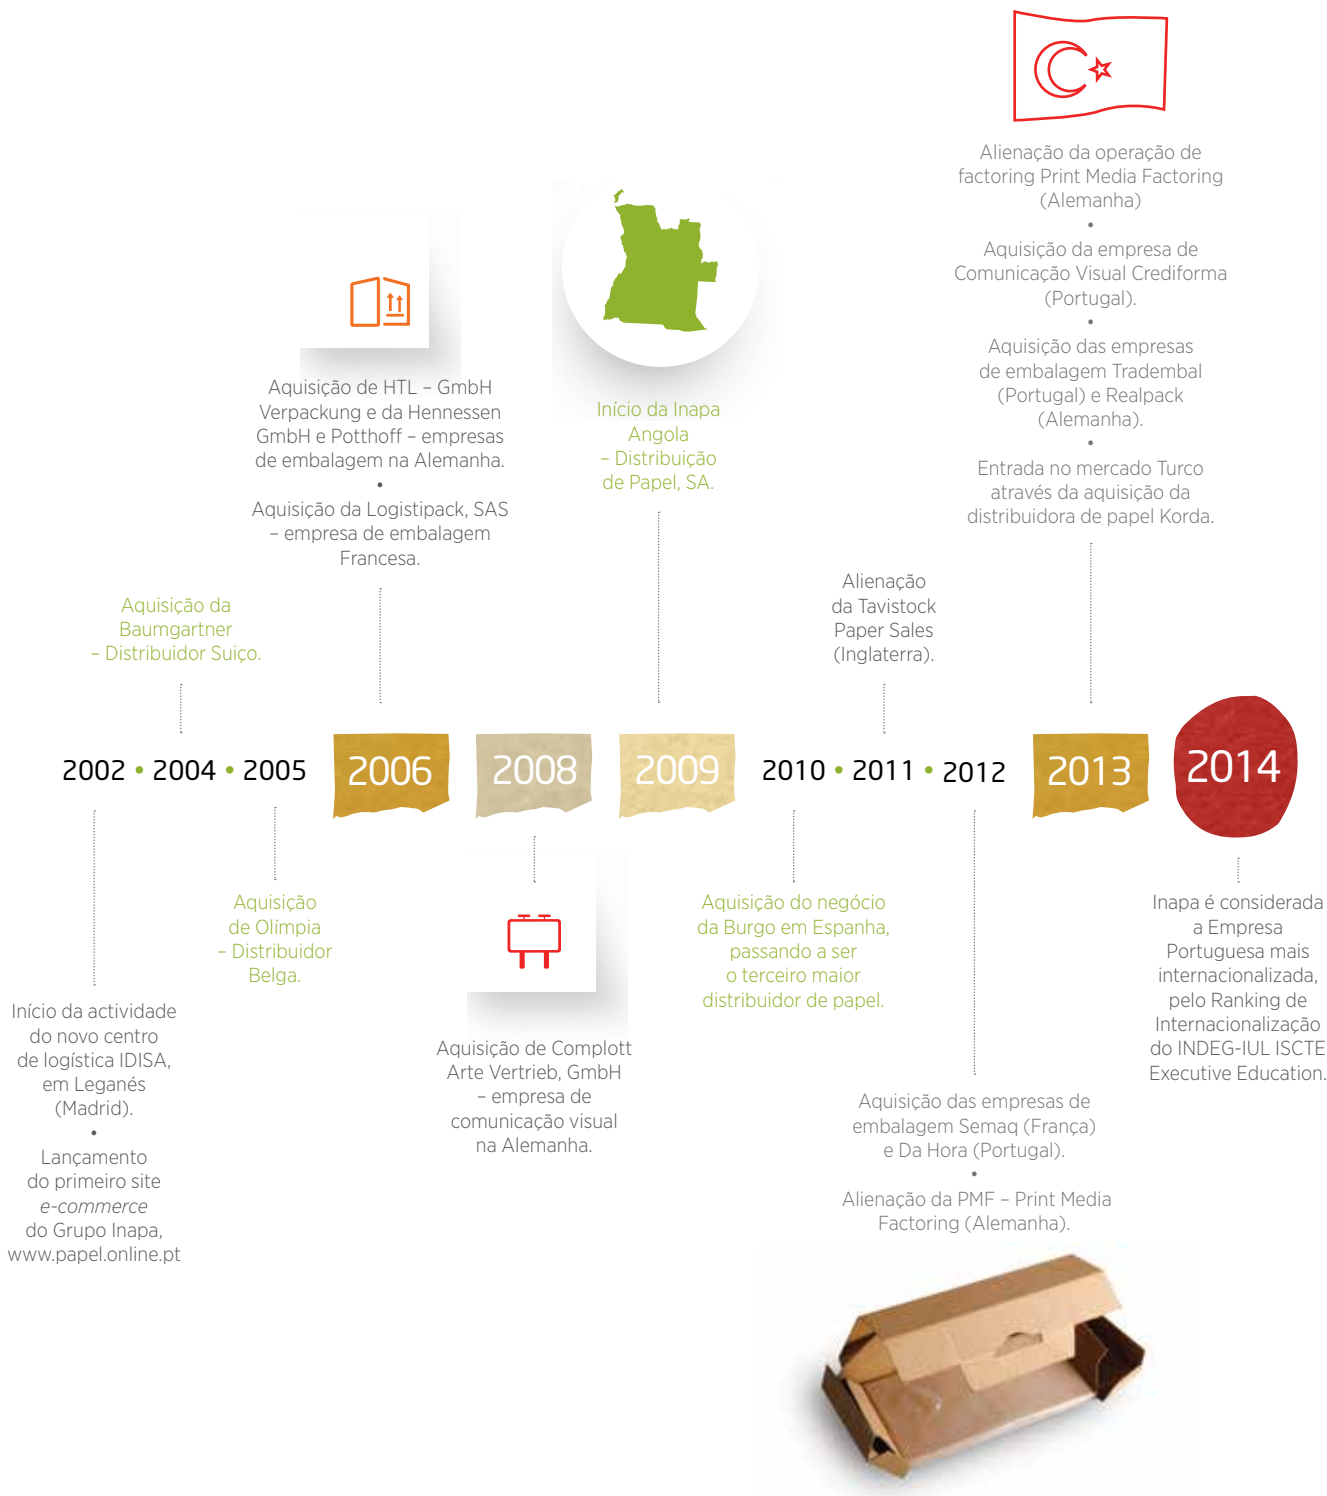 Alienação da operação de
factoring Print Media Factoring
(Alemanha)
•
Aquisição da empresa de
Comunicação Visual Crediforma
(Portugal).
•
Aquisição das empresas
de embalagem Tradembal
(Portugal) e Realpack
(Alemanha).
•
Entrada no mercado Turco
através da aquisição da
distribuidora de papel Korda.
Aquisição de HTL – GmbH
Verpackung e da Hennessen
GmbH e Potthoff – empresas
de embalagem na Alemanha.
•
Aquisição da Logistipack, SAS
– empresa de embalagem
Francesa.
Início da Inapa
Angola
– Distribuição
de Papel, SA.
Aquisição da
Baumgartner
– Distribuidor Suiço.
Alienação
da Tavistock
Paper Sales
(Inglaterra).
2002 • 2004 • 2005 2006 2008 2009 2010 • 2011 • 2012 2013 2014
Início da actividade
do novo centro
de logística IDISA,
em Leganés
(Madrid).
•
Lançamento
do primeiro site
e-commerce
do Grupo Inapa,
www.papel.online.pt
Aquisição
de Olímpia
– Distribuidor
Belga.
Aquisição de Complott
Arte Vertrieb, GmbH
– empresa de
comunicação visual
na Alemanha.
Aquisição do negócio
da Burgo em Espanha,
passando a ser
o terceiro maior
distribuidor de papel.
Aquisição das empresas de
embalagem Semaq (França)
e Da Hora (Portugal).
•
Alienação da PMF – Print Media
Factoring (Alemanha).
Inapa é considerada
a Empresa
Portuguesa mais
internacionalizada,
pelo Ranking de
Internacionalização
do INDEG-IUL ISCTE
Executive Education.